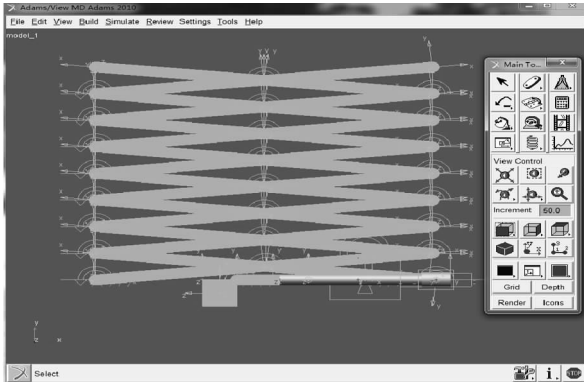 Adams/View MD Adams 2010
File Edit View Build Simulate Review Settings Tools Help
model_1
Main To...
View Control
Increment 50.0
Grid Depth
Render Icons
Select
STOP